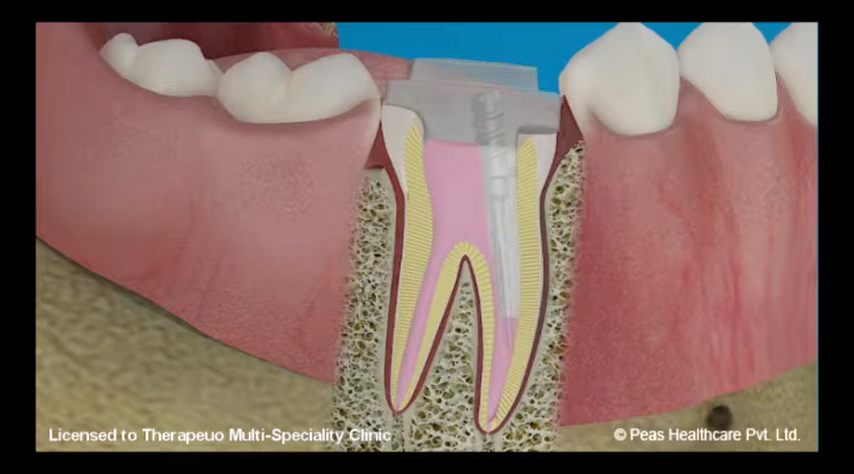 Licensed to Therapeuo Multi-Speciality Clinic
© Peas Healthcare Pvt. Ltd.